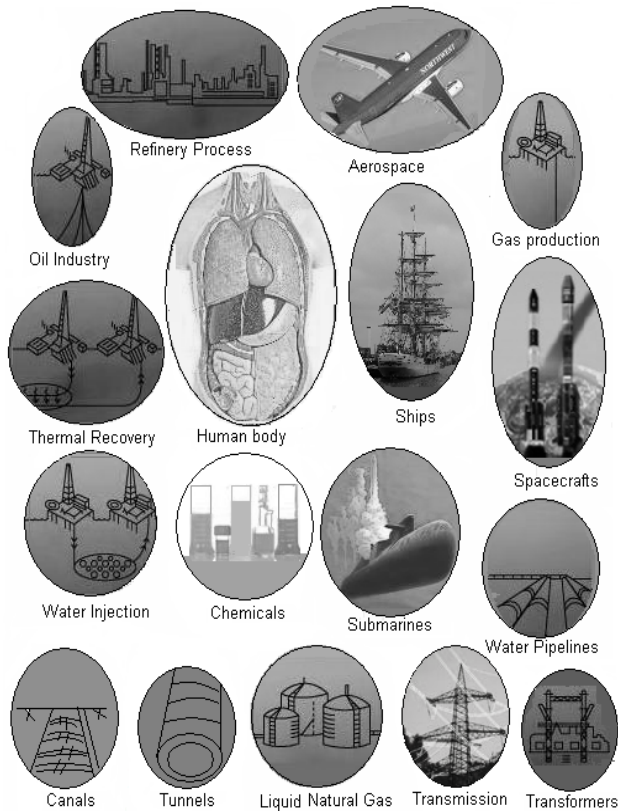 NORTHWEST
Refinery Process
Aerospace
Oil Industry
Gas production
Thermal Recovery
Human body
Ships
Spacecrafts
Water Injection
Chemicals
Submarines
Water Pipelines
Canals
Tunnels
Liquid Natural Gas
Transmission
Transformers